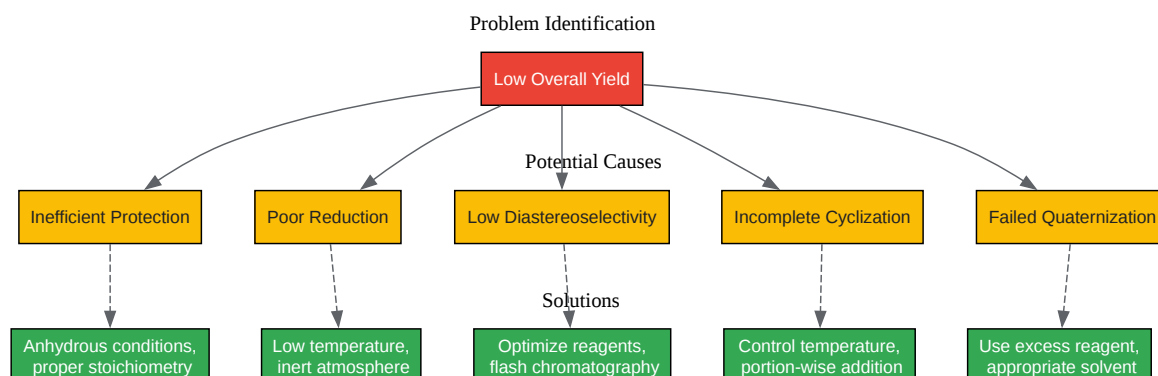 Problem Identification
Low Overall Yield
Potential Causes
Inefficient Protection
Poor Reduction
Low Diastereoselectivity
Incomplete Cyclization
Failed Quaternization
Solutions
Anhydrous conditions,
proper stoichiometry
Low temperature,
inert atmosphere
Optimize reagents,
flash chromatography
Control temperature,
portion-wise addition
Use excess reagent,
appropriate solvent